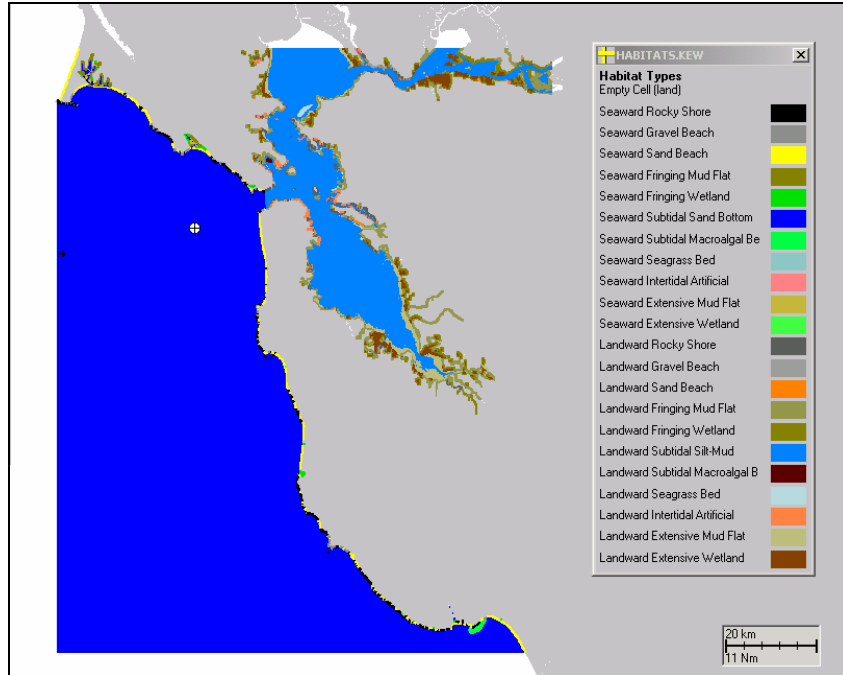 HABITATS.KEW
Habitat Types
Empty Cell (land)
Seaward Rocky Shore
Seaward Gravel Beach
Seaward Sand Beach
Seaward Fringing Mud Flat
Seaward Fringing Wetland
Seaward Subtidal Sand Bottom
Seaward Subtidal Macroalgal Be
Seaward Seagrass Bed
Seaward Intertidal Artificial
Seaward Extensive Mud Flat
Seaward Extensive Wetland
Landward Rocky Shore
Landward Gravel Beach
Landward Sand Beach
Landward Fringing Mud Flat
Landward Fringing Wetland
Landward Subtidal Silt-Mud
Landward Subtidal Macroalgal B
Landward Seagrass Bed
Landward Intertidal Artificial
Landward Extensive Mud Flat
Landward Extensive Wetland
20 km
11 Nm